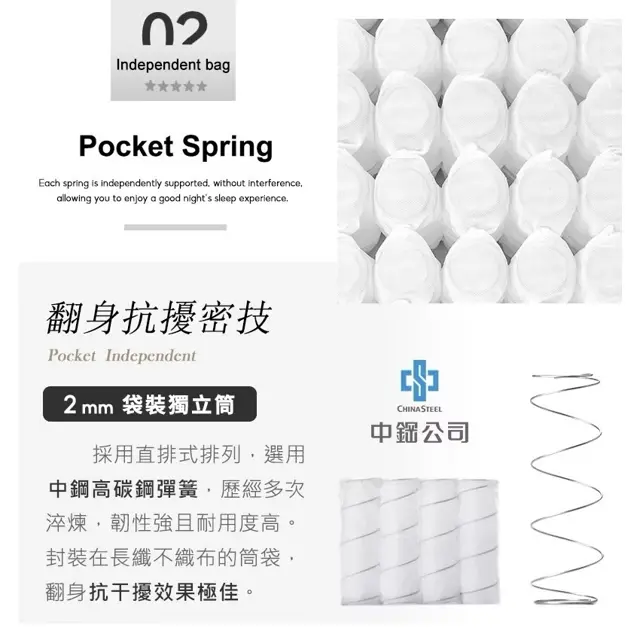 02
Independent bag
★★★★★
Pocket Spring
Each spring is independently supported, without interference,
allowing you to enjoy a good night's sleep experience.
翻身抗擾密技
Pocket Independent
2mm 袋裝獨立筒
採用直排式排列，選用
中鋼高碳鋼彈簧，歷經多次
淬煉，韌性強且耐用度高。
封裝在長纖不織布的筒袋，
翻身抗干擾效果極佳。
CHINA STEEL
中鋼公司